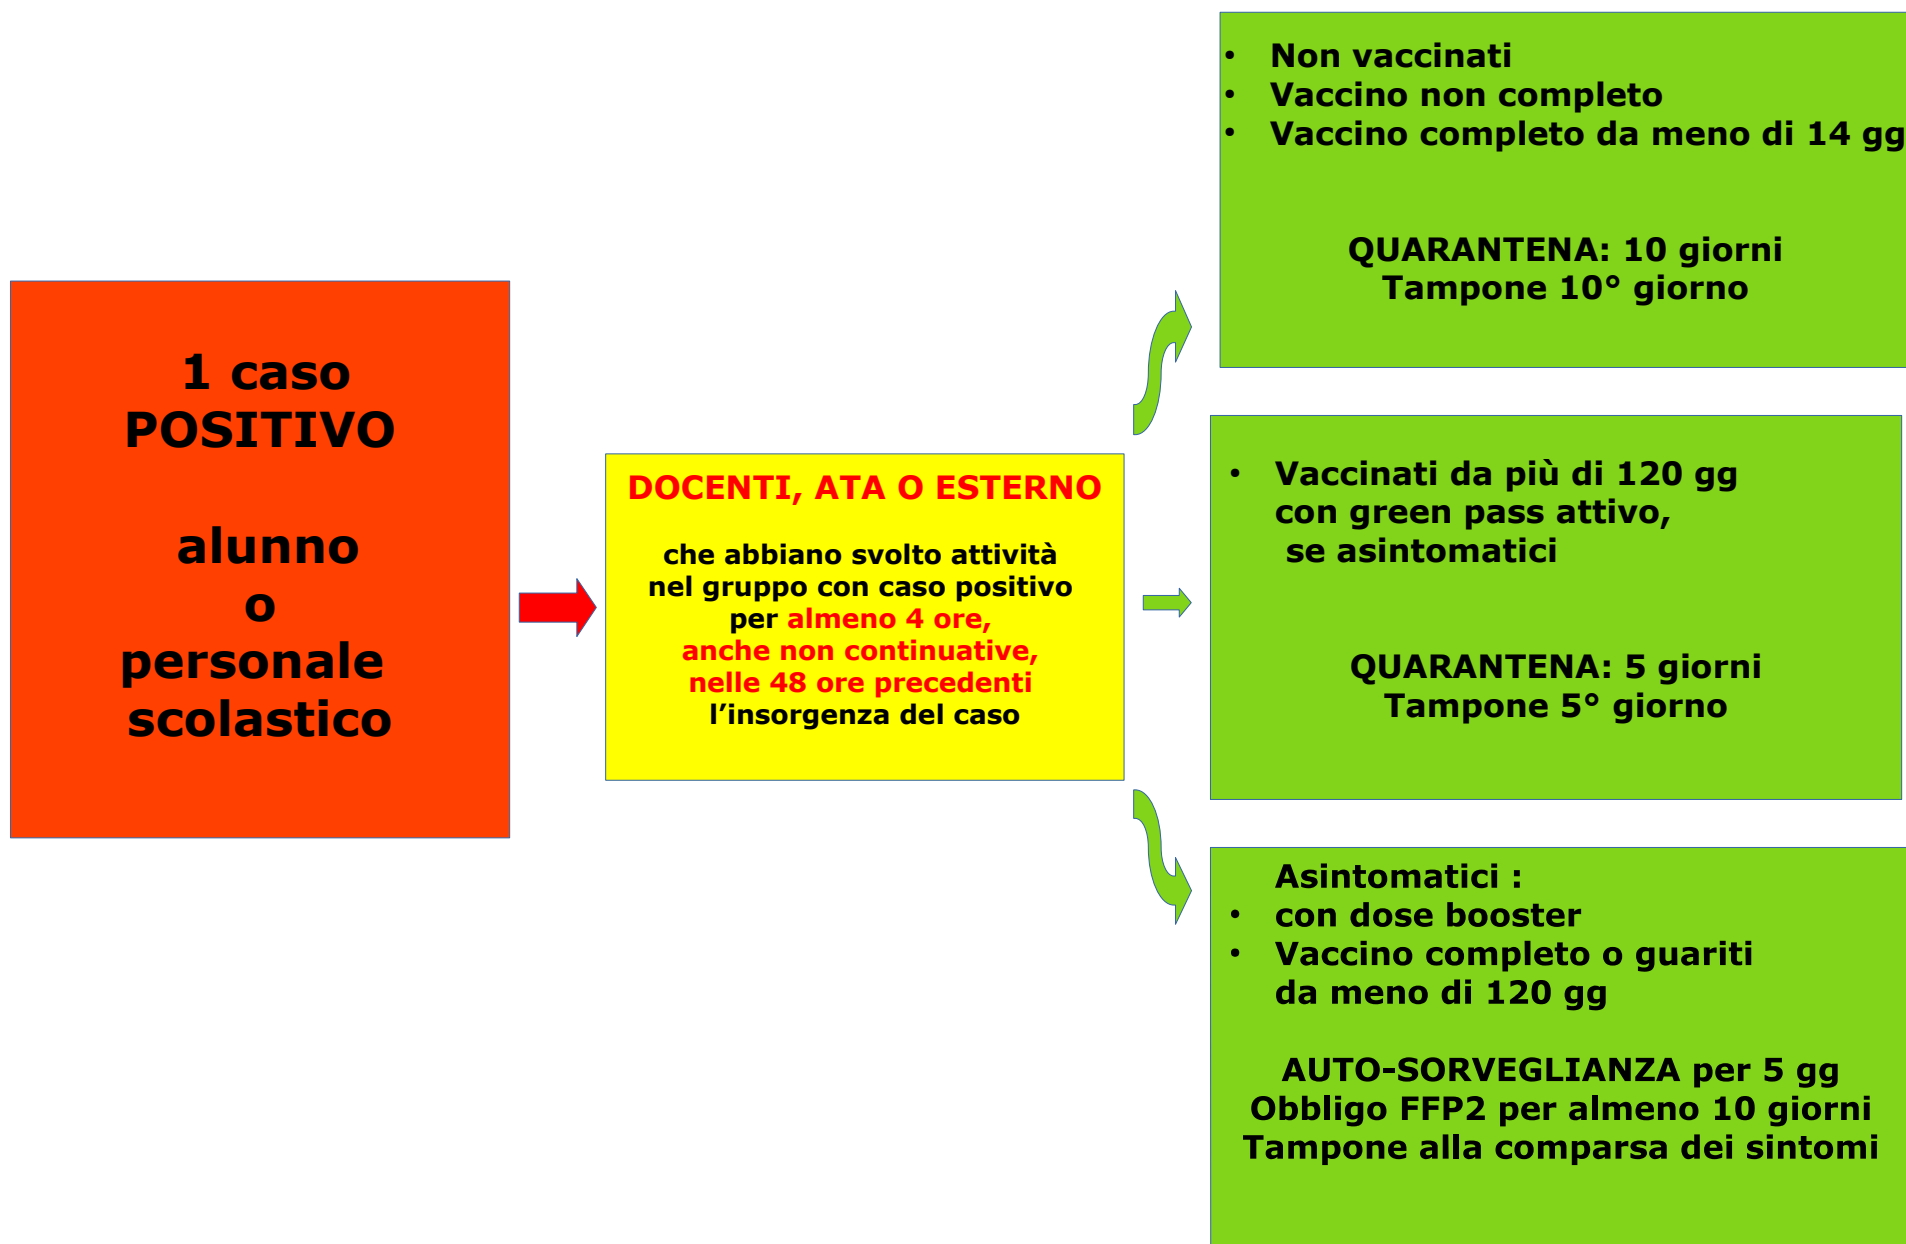 1 caso
POSITIVO
alunno
o
personale
scolastico
DOCENTI, ATA O ESTERNO
che abbiano svolto attività
nel gruppo con caso positivo
per almeno 4 ore,
anche non continuative,
nelle 48 ore precedenti
l’insorgenza del caso
• Non vaccinati
• Vaccino non completo
• Vaccino completo da meno di 14 gg
QUARANTENA: 10 giorni
Tampone 10° giorno
• Vaccinati da più di 120 gg
con green pass attivo,
se asintomatici
QUARANTENA: 5 giorni
Tampone 5° giorno
Asintomatici :
• con dose booster
• Vaccino completo o guariti
da meno di 120 gg
AUTO-SORVEGLIANZA per 5 gg
Obbligo FFP2 per almeno 10 giorni
Tampone alla comparsa dei sintomi